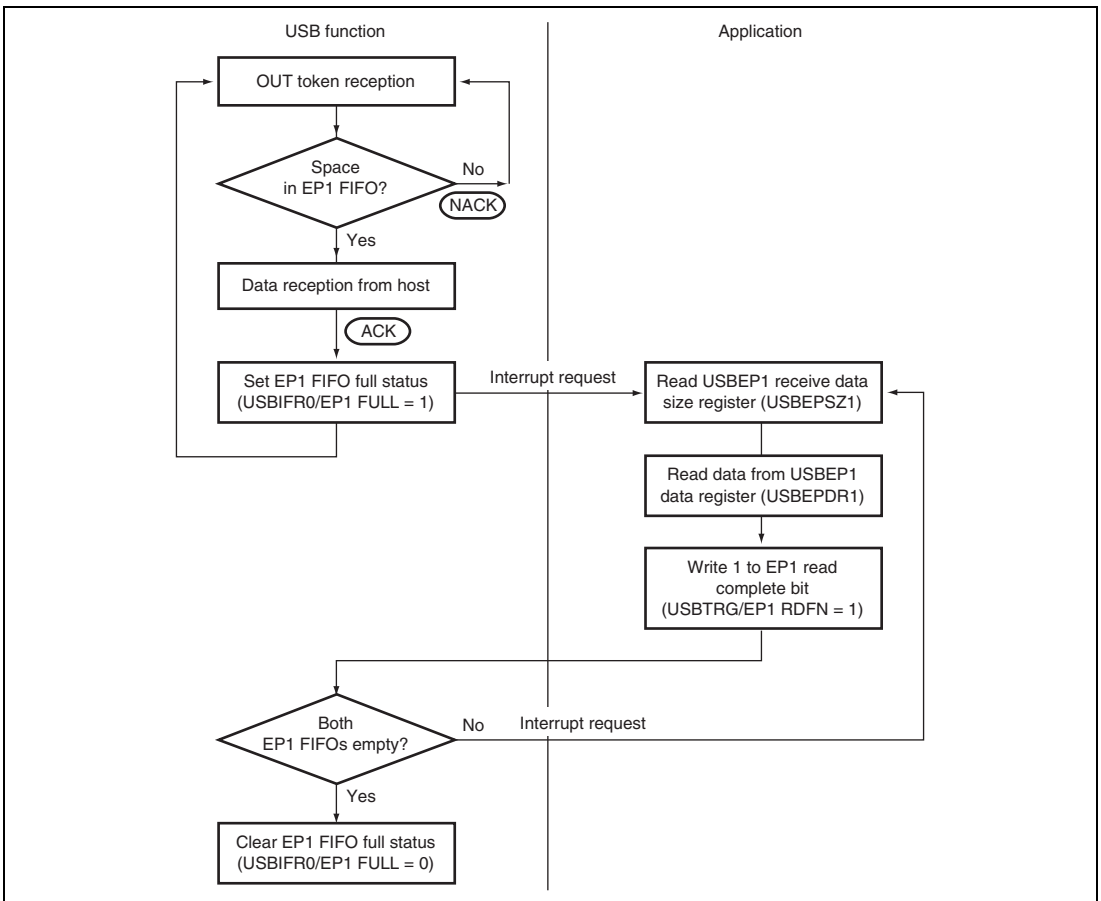 USB function
Application
OUT token reception
Space
in EP1 FIFO?
No
NACK
Yes
Data reception from host
ACK
Set EP1 FIFO full status
(USBIFR0/EP1 FULL = 1)
Interrupt request
Read USBEP1 receive data
size register (USBEPSZ1)
Read data from USBEP1
data register (USBEPDR1)
Write 1 to EP1 read
complete bit
(USBTRG/EP1 RDFN = 1)
Both
EP1 FIFOs empty?
No
Interrupt request
Yes
Clear EP1 FIFO full status
(USBIFR0/EP1 FULL = 0)